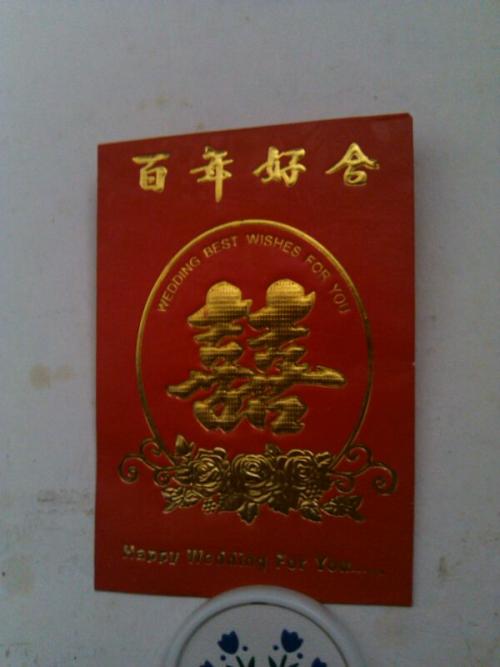 百年好合
WEDDING BEST WISHES FOR YOU
囍
Happy Wedding For You.....